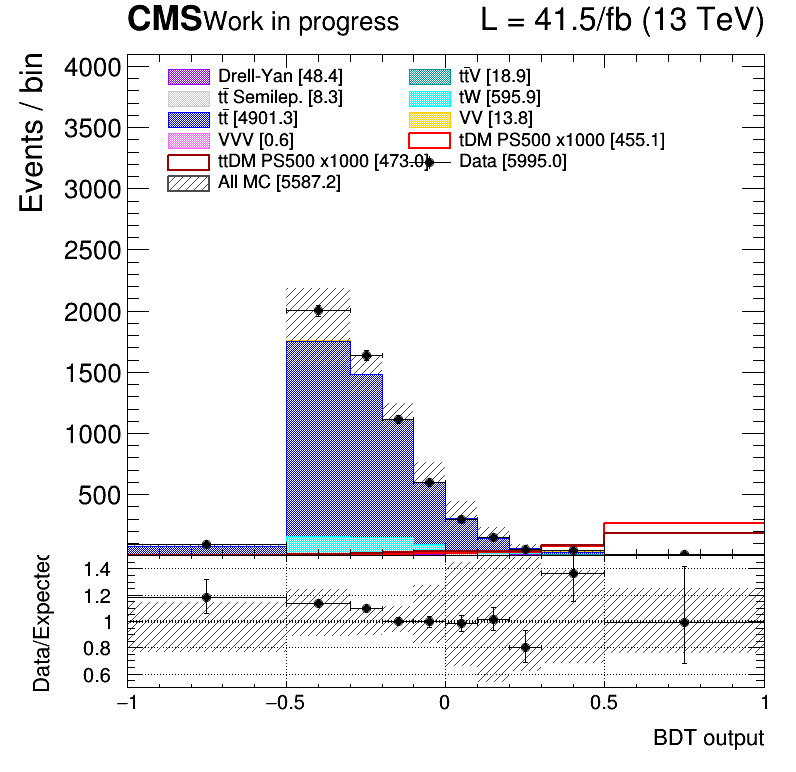 CMS Work in progress L = 41.5/fb (13 TeV)
Events / bin
4000
3500
3000
2500
2000
1500
1000
500
Drell-Yan [48.4] tt̄V [18.9]
tt̄ Semilep. [8.3] tW [595.9]
tt̄ [4901.3] VV [13.8]
VVV [0.6] tDM PS500 x1000 [455.1]
ttDM PS500 x1000 [473.0] Data [5995.0]
All MC [5587.2]
Data/Expected
1.4
1.2
1
0.8
0.6
−1 −0.5 0 0.5 1
BDT output